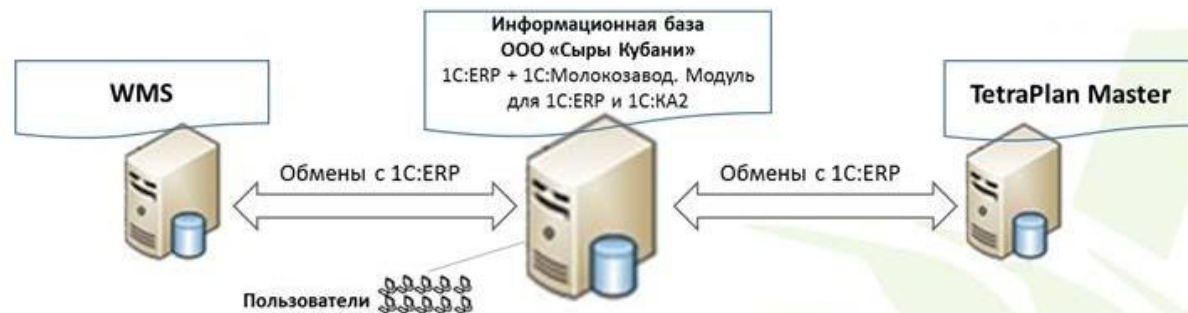 Информационная база
ООО «Сыры Кубани»
1С:ERP + 1С:Молокозавод. Модуль
для 1С:ERP и 1С:КА2
WMS
TetraPlan Master
Обмены с 1С:ERP
Обмены с 1С:ERP
Пользователи